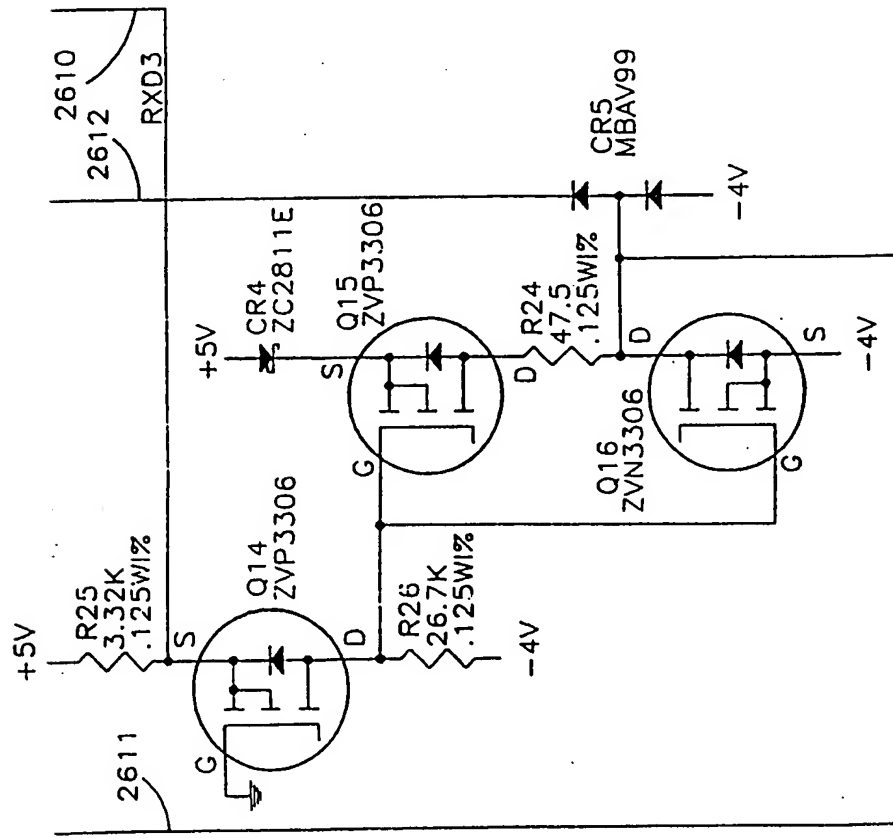 2610
2612
RXD3
+5V
CR4
ZC2811E
Q15
ZVP3306
S
G
D
R24
47.5
.125W1%
CR5
MBAV99
-4V
D
S
G
Q16
ZVN3306
-4V
+5V
R25
3.32K
.125W1%
S
Q14
ZVP3306
G
D
R26
26.7K
.125W1%
-4V
2611